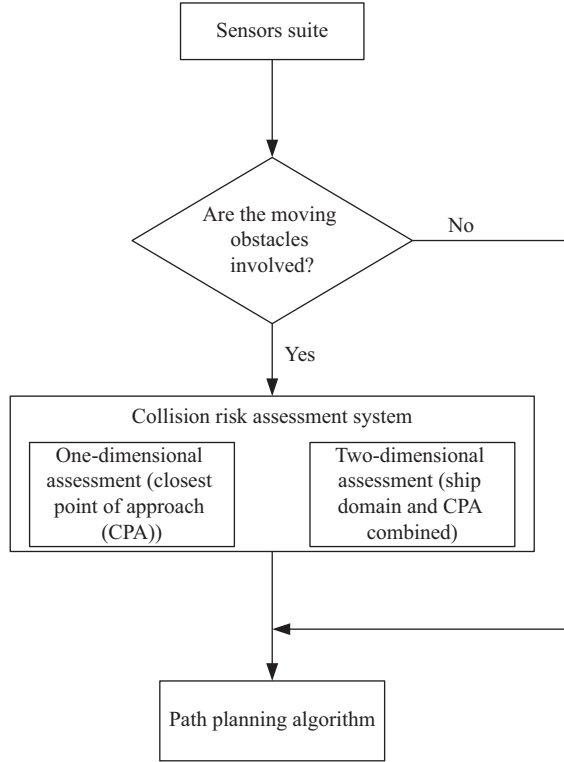 Sensors suite
Are the moving
obstacles
involved?
No
Yes
Collision risk assessment system
One-dimensional
assessment (closest
point of approach
(CPA))
Two-dimensional
assessment (ship
domain and CPA
combined)
Path planning algorithm